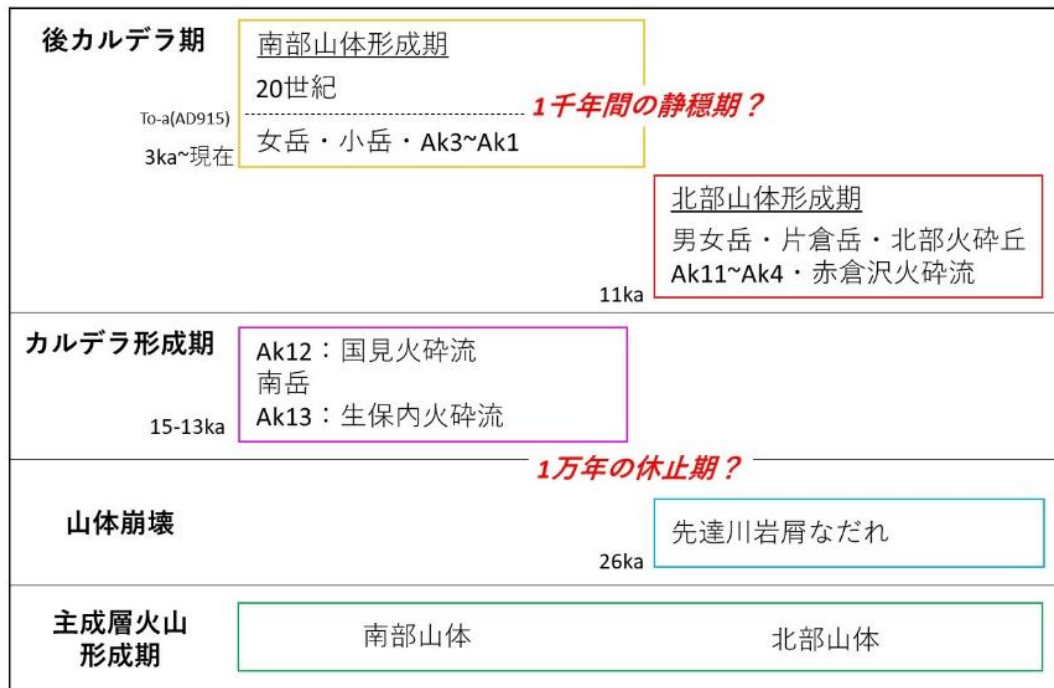 後カルデラ期
南部山体形成期
20世紀
1千年間の静穏期？
To-a(AD915)
女岳・小岳・Ak3~Ak1
3ka~現在
北部山体形成期
男女岳・片倉岳・北部火砕丘
Ak11~Ak4・赤倉沢火砕流
11ka
カルデラ形成期
Ak12：国見火砕流
南岳
Ak13：生保内火砕流
15-13ka
1万年の休止期？
山体崩壊
先達川岩屑なだれ
26ka
主成層火山
形成期
南部山体
北部山体